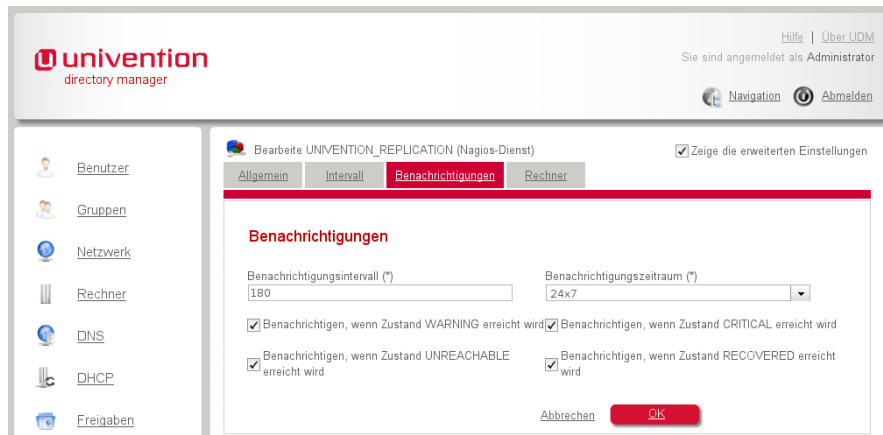 Hilfe | Über UDM
univention
directory manager
Sie sind angemeldet als Administrator
Navigation Abmelden
Benutzer
Gruppen
Netzwerk
Rechner
DNS
DHCP
Freigaben
Bearbeite UNIVENTION_REPLICATION (Nagios-Dienst)
Zeige die erweiterten Einstellungen
Allgemein Intervall Benachrichtigungen Rechner
Benachrichtigungen
Benachrichtigungsintervall (*)
180
Benachrichtigungszeitraum (*)
24x7
Benachrichtigen, wenn Zustand WARNING erreicht wird
Benachrichtigen, wenn Zustand CRITICAL erreicht wird
Benachrichtigen, wenn Zustand UNREACHABLE
erreicht wird
Benachrichtigen, wenn Zustand RECOVERED erreicht
wird
Abbrechen OK